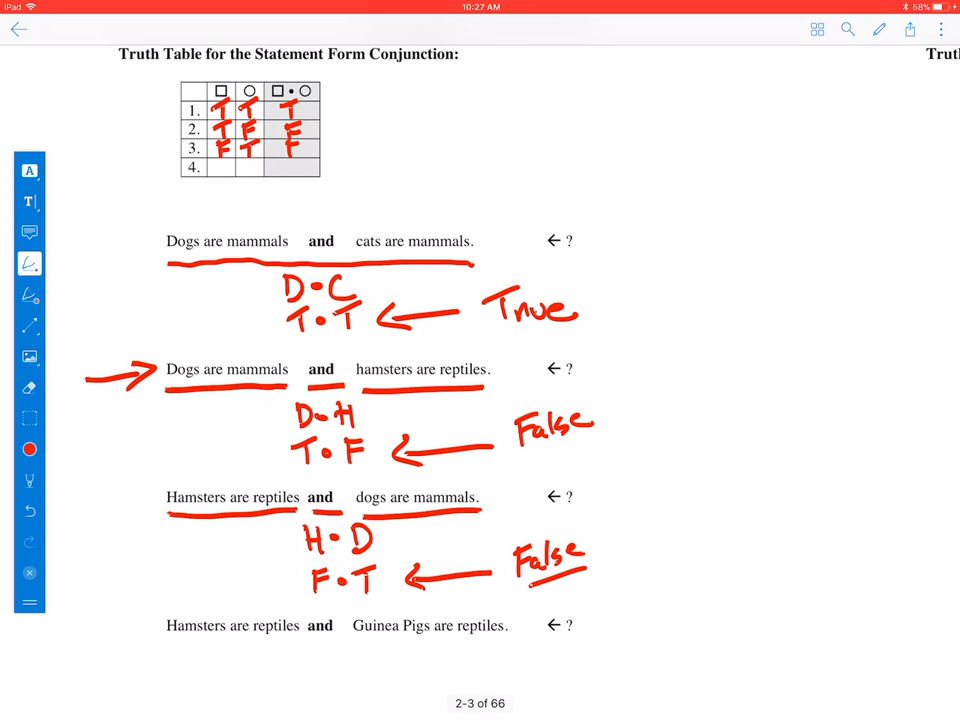 iPad 10:27 AM 58%
Truth Table for the Statement Form Conjunction: Trut
□ ○ □ • ○
1. T T T
2. T F F
3. F T F
4.
Dogs are mammals and cats are mammals. ← ?
D • C
T • T ← True
→ Dogs are mammals and hamsters are reptiles. ← ?
D • H
T • F ← False
Hamsters are reptiles and dogs are mammals. ← ?
H • D
F • T ← False
Hamsters are reptiles and Guinea Pigs are reptiles. ← ?
2-3 of 66